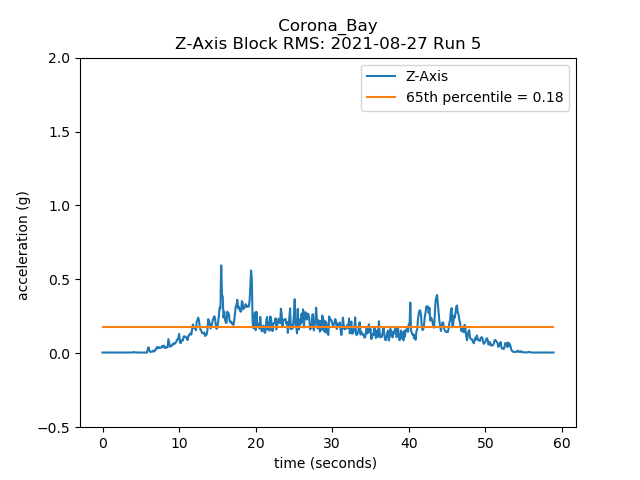 Corona_Bay
Z-Axis Block RMS: 2021-08-27 Run 5
Z-Axis
65th percentile = 0.18
2.0
1.5
1.0
0.5
0.0
−0.5
acceleration (g)
0 10 20 30 40 50 60
time (seconds)